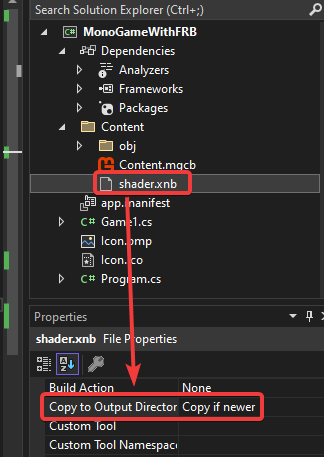 Search Solution Explorer (Ctrl+;)
MonoGameWithFRB
Dependencies
Analyzers
Frameworks
Packages
Content
obj
Content.mgcb
shader.xnb
app.manifest
Game1.cs
Icon.bmp
Icon.ico
Program.cs
Properties
shader.xnb File Properties
Build Action None
Copy to Output Director Copy if newer
Custom Tool
Custom Tool Namespace